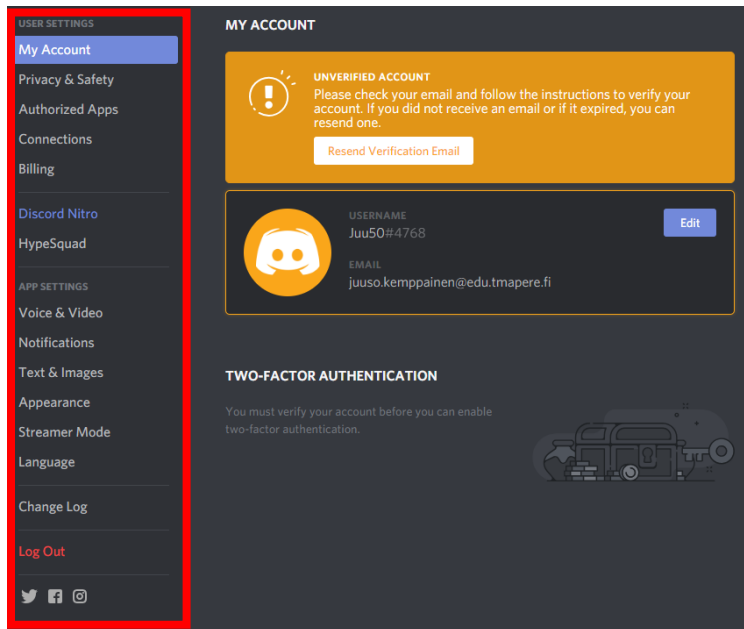 USER SETTINGS
My Account
Privacy & Safety
Authorized Apps
Connections
Billing
Discord Nitro
HypeSquad
APP SETTINGS
Voice & Video
Notifications
Text & Images
Appearance
Streamer Mode
Language
Change Log
Log Out
MY ACCOUNT
UNVERIFIED ACCOUNT
Please check your email and follow the instructions to verify your
account. If you did not receive an email or if it expired, you can
resend one.
Resend Verification Email
USERNAME
Juu50#4768
Edit
EMAIL
juuso.kemppainen@edu.tmapere.fi
TWO-FACTOR AUTHENTICATION
You must verify your account before you can enable
two-factor authentication.